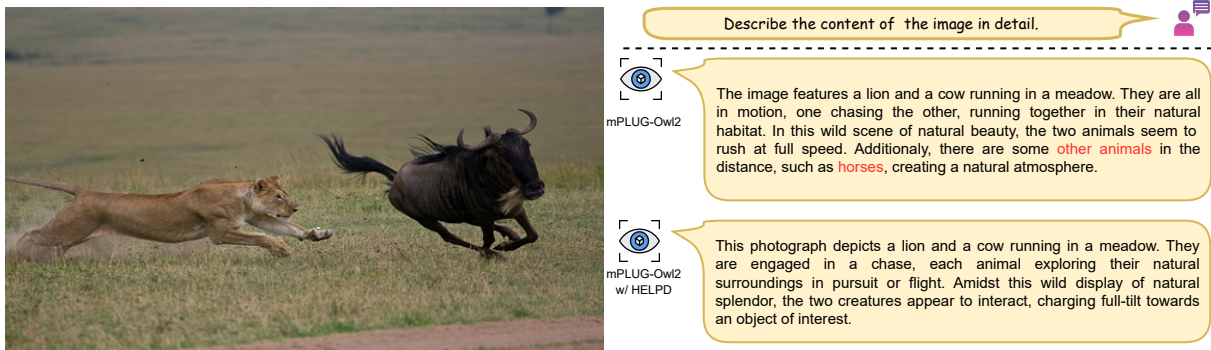 Describe the content of the image in detail.
mPLUG-Owl2
The image features a lion and a cow running in a meadow. They are all
in motion, one chasing the other, running together in their natural
habitat. In this wild scene of natural beauty, the two animals seem to
rush at full speed. Additionaly, there are some other animals in the
distance, such as horses, creating a natural atmosphere.
mPLUG-Owl2
w/ HELPD
This photograph depicts a lion and a cow running in a meadow. They
are engaged in a chase, each animal exploring their natural
surroundings in pursuit or flight. Amidst this wild display of natural
splendor, the two creatures appear to interact, charging full-tilt towards
an object of interest.